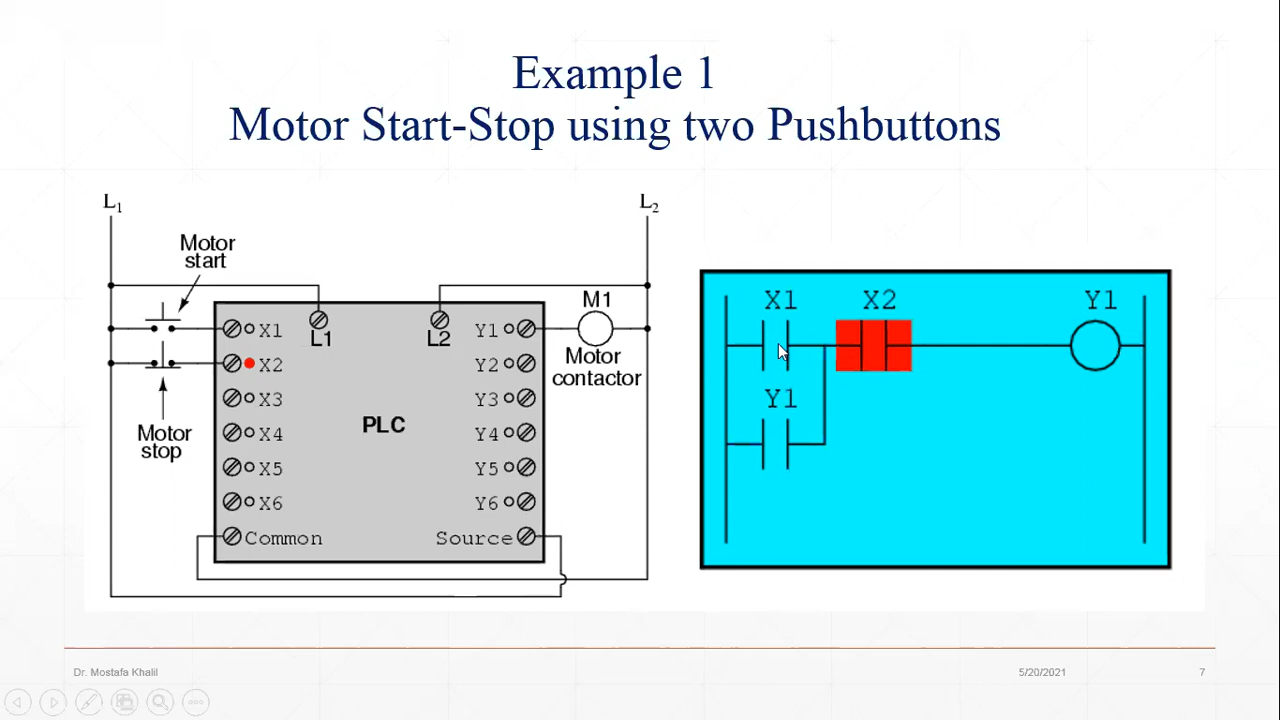 Example 1
Motor Start-Stop using two Pushbuttons
L1
L2
Motor
start
M1
Motor
contactor
Motor
stop
L1
L2
X1
X2
X3
X4
X5
X6
Common
PLC
Y1
Y2
Y3
Y4
Y5
Y6
Source
X1
X2
Y1
Y1
Dr. Mostafa Khalil
5/20/2021
7